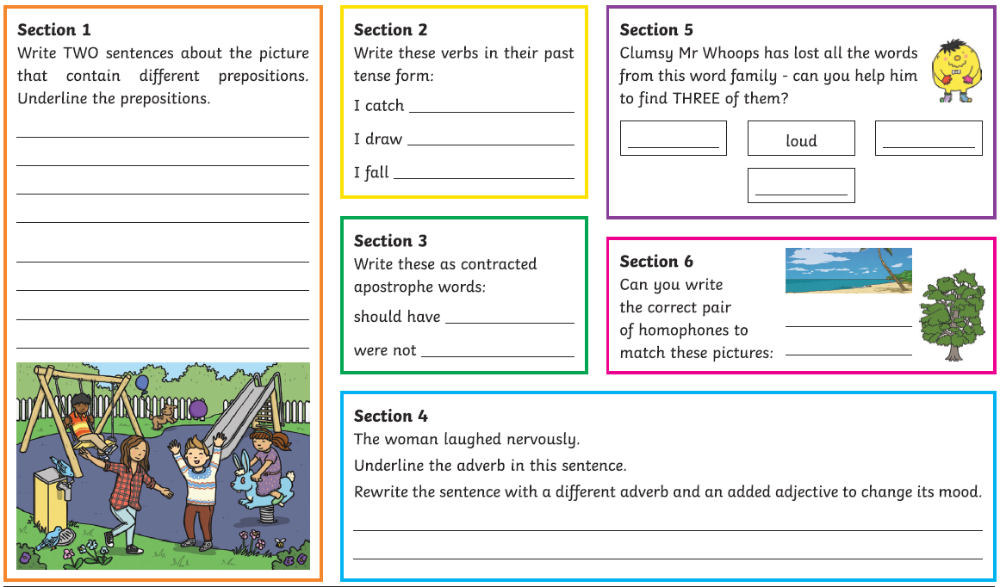 Section 1
Write TWO sentences about the picture
that contain different prepositions.
Underline the prepositions.
Section 2
Write these verbs in their past
tense form:
I catch
I draw
I fall
Section 3
Write these as contracted
apostrophe words:
should have
were not
Section 4
The woman laughed nervously.
Underline the adverb in this sentence.
Rewrite the sentence with a different adverb and an added adjective to change its mood.
Section 5
Clumsy Mr Whoops has lost all the words
from this word family - can you help him
to find THREE of them?
loud
Section 6
Can you write
the correct pair
of homophones to
match these pictures: